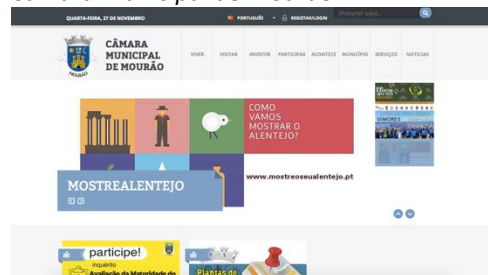 QUARTA-FEIRA, 27 DE NOVEMBRO
PORTUGUÊS
REGISTAR/LOGIN
Procurar aqui...
CÂMARA
MUNICIPAL
DE MOURÃO
MOURÃO
VIVER
VISITAR
INVESTIR
PARTICIPAR
ACONTECE
MUNICÍPIO
SERVIÇOS
NOTICIAS
COMO
VAMOS
MOSTRAR O
ALENTEJO?
www.mostreoseualentejo.pt
MOSTREALENTEJO
SENIORES
participe!
inquérito
Avaliação da Maturidade do
Plantas de